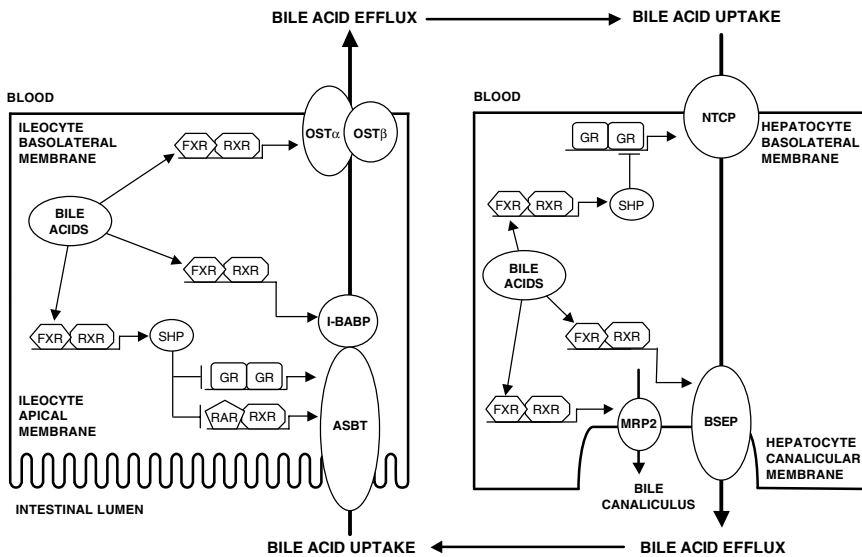 BILE ACID EFFLUX
BILE ACID UPTAKE
BLOOD
ILEOCYTE
BASOLATERAL
MEMBRANE
OSTα
OSTβ
FXR
RXR
BILE
ACIDS
FXR
RXR
I-BABP
FXR
RXR
SHP
GR
GR
RAR
RXR
ASBT
ILEOCYTE
APICAL
MEMBRANE
INTESTINAL LUMEN
BILE ACID UPTAKE
BLOOD
NTCP
HEPATOCYTE
BASOLATERAL
MEMBRANE
GR
GR
FXR
RXR
SHP
BILE
ACIDS
FXR
RXR
FXR
RXR
MRP2
BSEP
HEPATOCYTE
CANALICULAR
MEMBRANE
BILE
CANALICULUS
BILE ACID EFFLUX